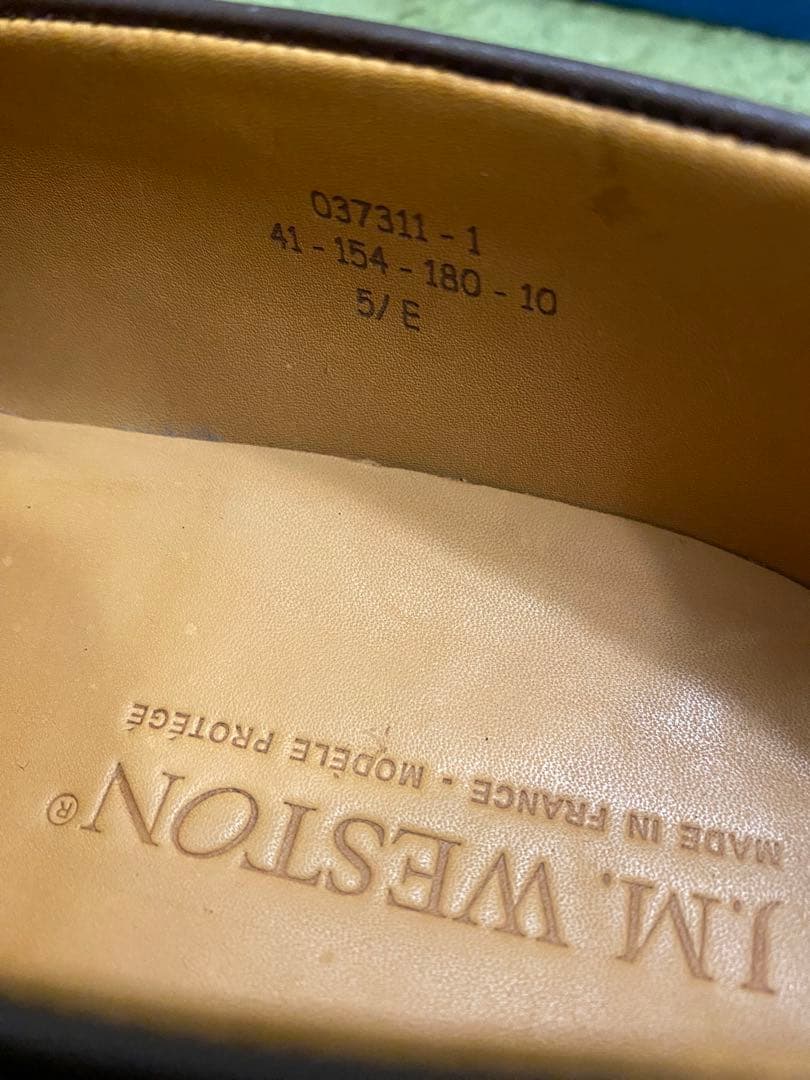 037311 - 1
41 - 154 - 180 - 10
5/ E
J.M. WESTON®
MADE IN FRANCE - MODÈLE PROTÉGÉ